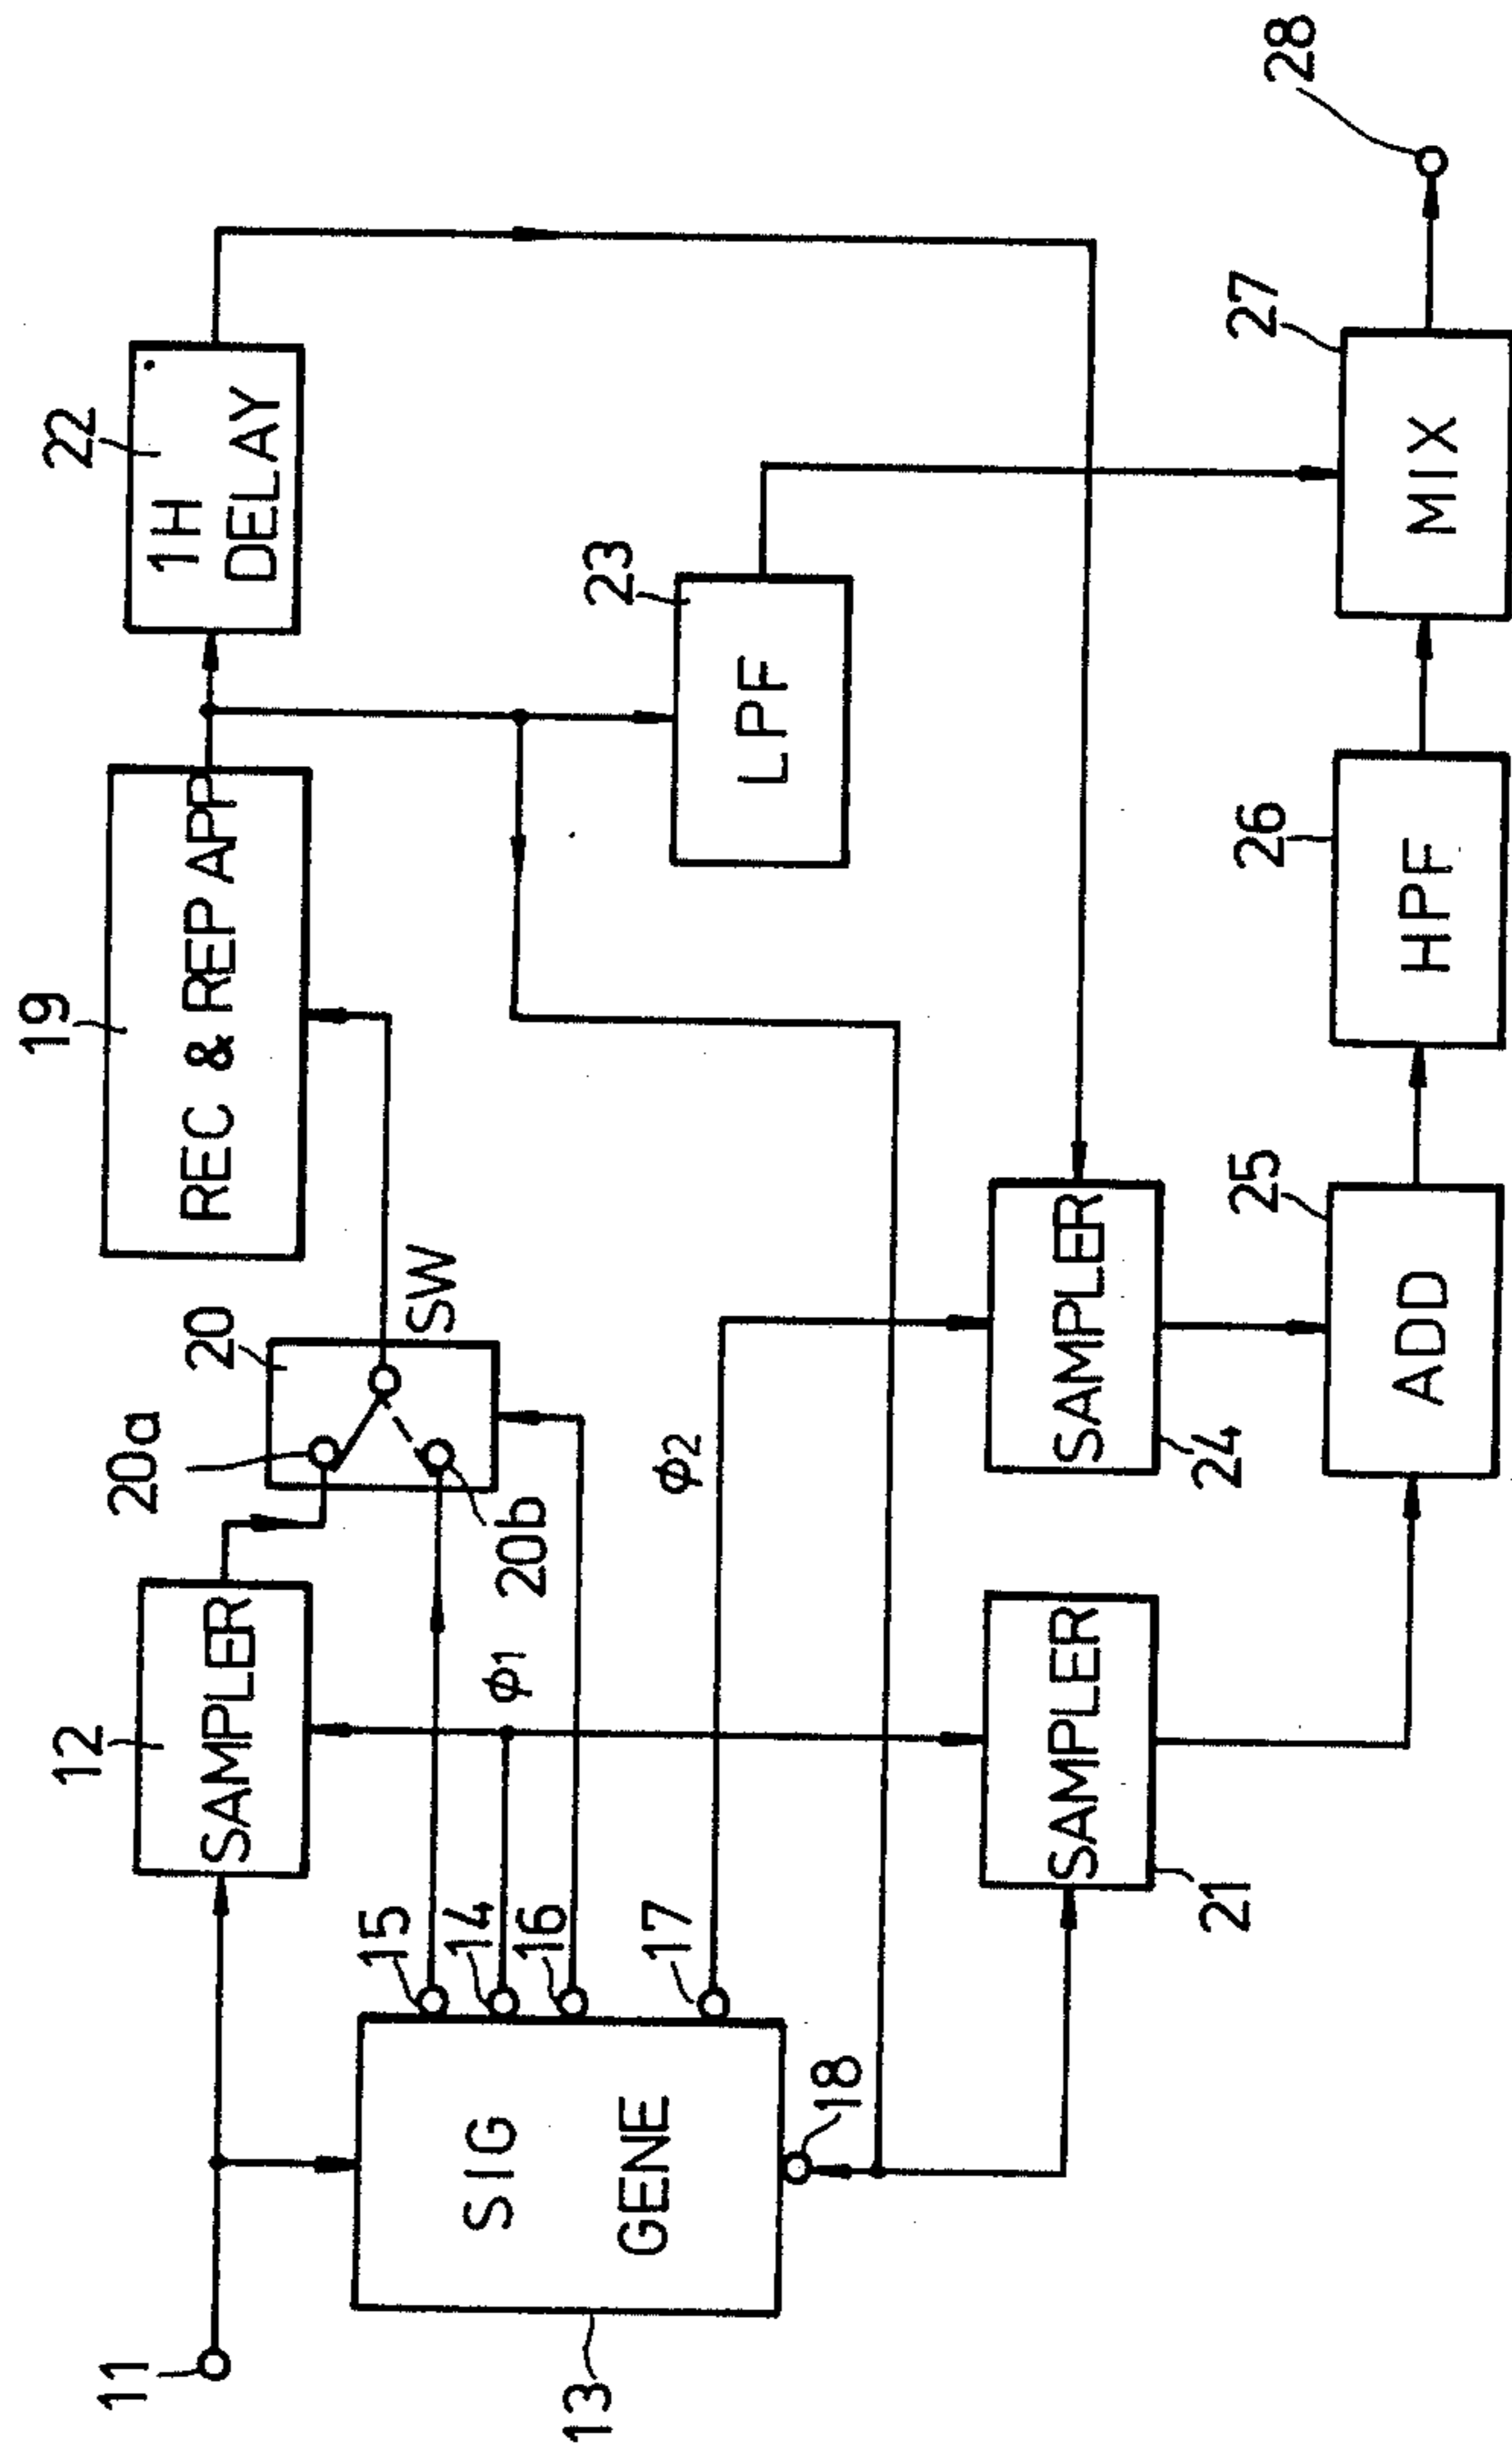 11
12
SAMPLER
20a
20
SW
19
REC & REP APP
22
1H
DELAY
13
SIG
GENE
15
14
16
17
18
φ1
20b
φ2
23
LPF
21
SAMPLER
24
SAMPLER
25
ADD
26
HPF
27
MIX
28